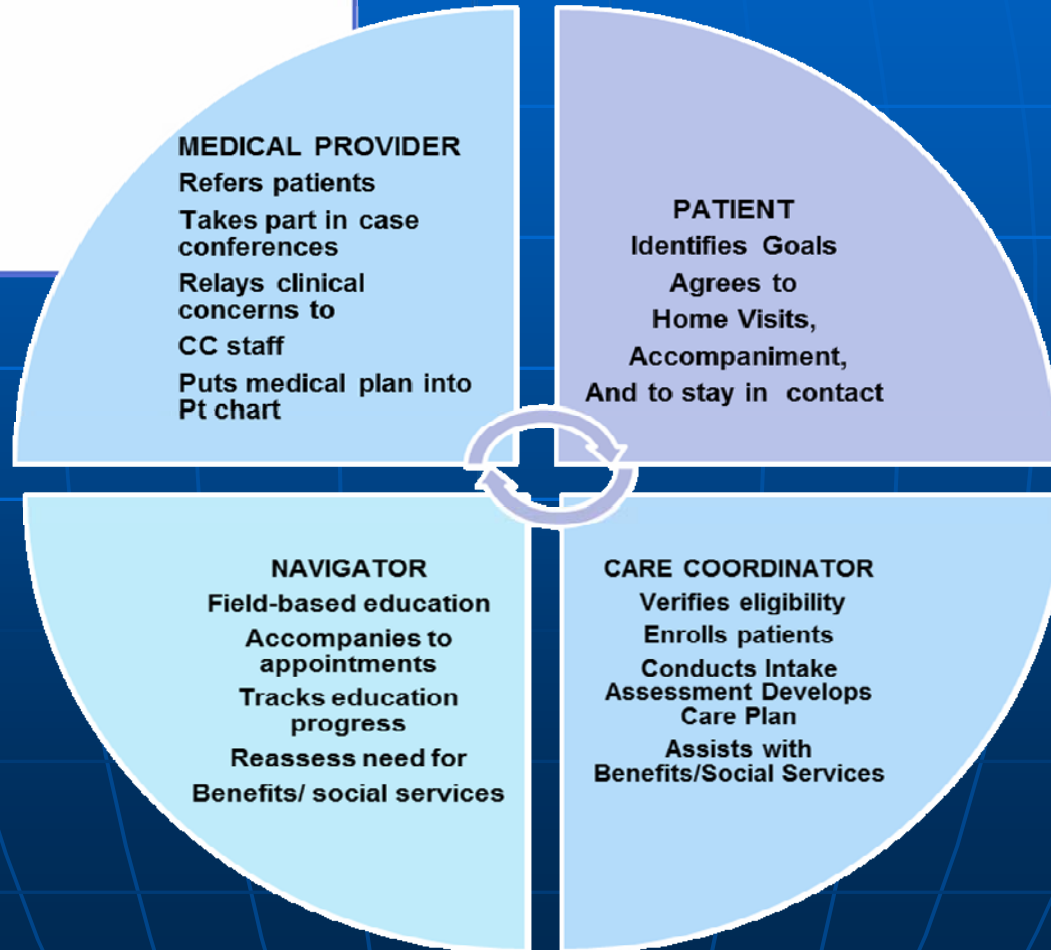 MEDICAL PROVIDER
Refers patients
Takes part in case
conferences
Relays clinical
concerns to
CC staff
Puts medical plan into
Pt chart
PATIENT
Identifies Goals
Agrees to
Home Visits,
Accompaniment,
And to stay in contact
NAVIGATOR
Field-based education
Accompanies to
appointments
Tracks education
progress
Reassess need for
Benefits/ social services
CARE COORDINATOR
Verifies eligibility
Enrolls patients
Conducts Intake
Assessment Develops
Care Plan
Assists with
Benefits/Social Services